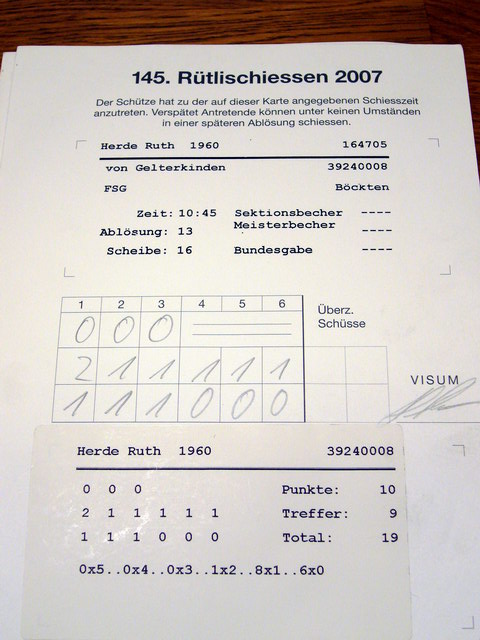 145. Rütlischiessen 2007
Der Schütze hat zu der auf dieser Karte angegebenen Schiesszeit
anzutreten. Verspätet Antretende können unter keinen Umständen
in einer späteren Ablösung schiessen.
Herde Ruth 1960 164705
von Gelterkinden 39240008
FSG Böckten
Zeit: 10:45 Sektionsbecher ----
Meisterbecher
Ablösung: 13 ----
Scheibe: 16 Bundesgabe ----
1 2 3 4 5 6 Überz.
Schüsse
0 0 0
2 1 1 1 1 1
VISUM
1 1 1 0 0 0
Herde Ruth 1960 39240008
0 0 0 Punkte: 10
2 1 1 1 1 1 Treffer: 9
1 1 1 0 0 0 Total: 19
0x5..0x4..0x3..1x2..8x1..6x0